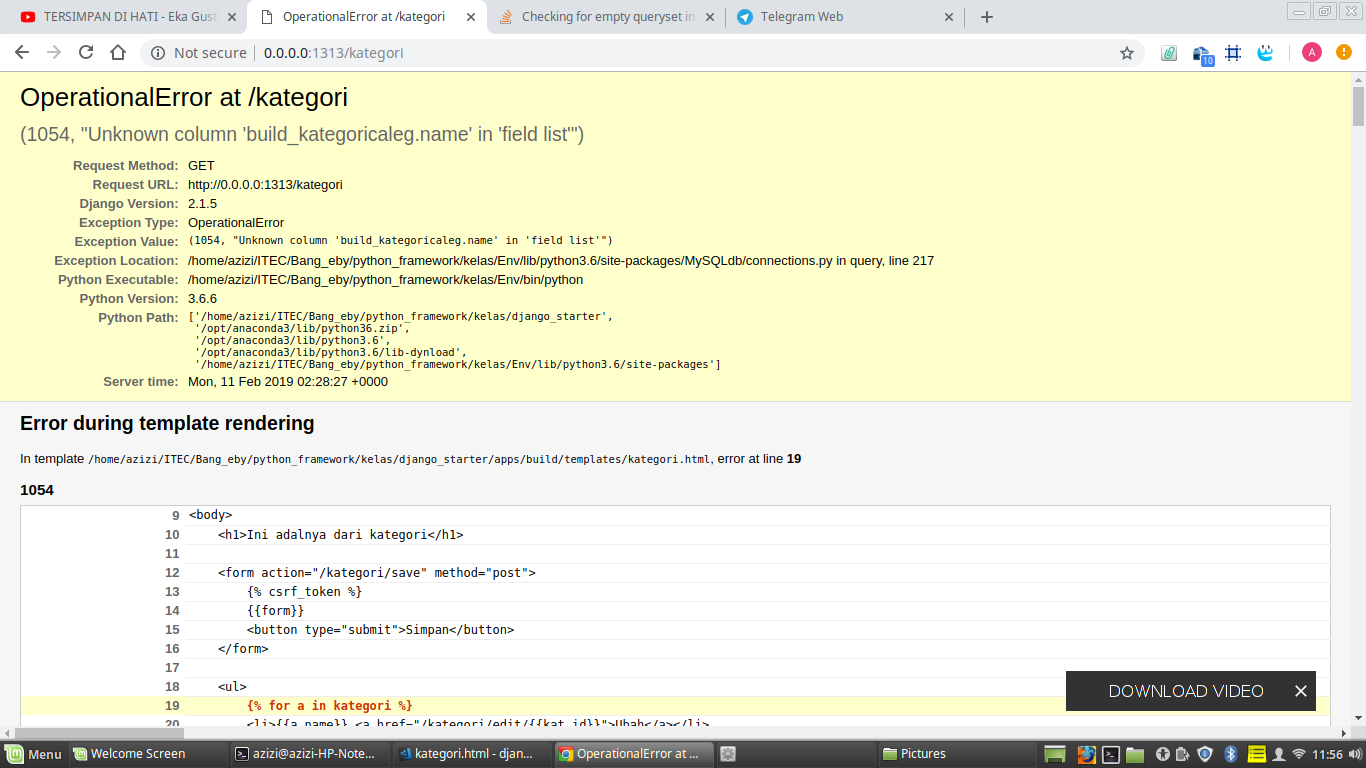 TERSIMPAN DI HATI - Eka Gust
OperationalError at /kategori
Checking for empty queryset in
Telegram Web
Not secure
0.0.0.0:1313/kategori
10
A
OperationalError at /kategori
(1054, "Unknown column 'build_kategoricaleg.name' in 'field list'")
Request Method: GET
Request URL: http://0.0.0.0:1313/kategori
Django Version: 2.1.5
Exception Type: OperationalError
Exception Value: (1054, "Unknown column 'build_kategoricaleg.name' in 'field list'")
Exception Location: /home/azizi/ITEC/Bang_eby/python_framework/kelas/Env/lib/python3.6/site-packages/MySQLdb/connections.py in query, line 217
Python Executable: /home/azizi/ITEC/Bang_eby/python_framework/kelas/Env/bin/python
Python Version: 3.6.6
Python Path: ['/home/azizi/ITEC/Bang_eby/python_framework/kelas/django_starter',
'/opt/anaconda3/lib/python36.zip',
'/opt/anaconda3/lib/python3.6',
'/opt/anaconda3/lib/python3.6/lib-dynload',
'/home/azizi/ITEC/Bang_eby/python_framework/kelas/Env/lib/python3.6/site-packages']
Server time: Mon, 11 Feb 2019 02:28:27 +0000
Error during template rendering
In template /home/azizi/ITEC/Bang_eby/python_framework/kelas/django_starter/apps/build/templates/kategori.html, error at line 19
1054
9 <body>
10 <h1>Ini adalnya dari kategori</h1>
11
12 <form action="/kategori/save" method="post">
13 {% csrf_token %}
14 {{form}}
15 <button type="submit">Simpan</button>
16 </form>
17
18 <ul>
19 {% for a in kategori %}
20 <li>{{a.name}} <a href="/kategori/edit/{{kat.id}}">Ubah</a></li>
DOWNLOAD VIDEO
Menu
Welcome Screen
azizi@azizi-HP-Note...
kategori.html - djan...
OperationalError at ...
Pictures
11:56